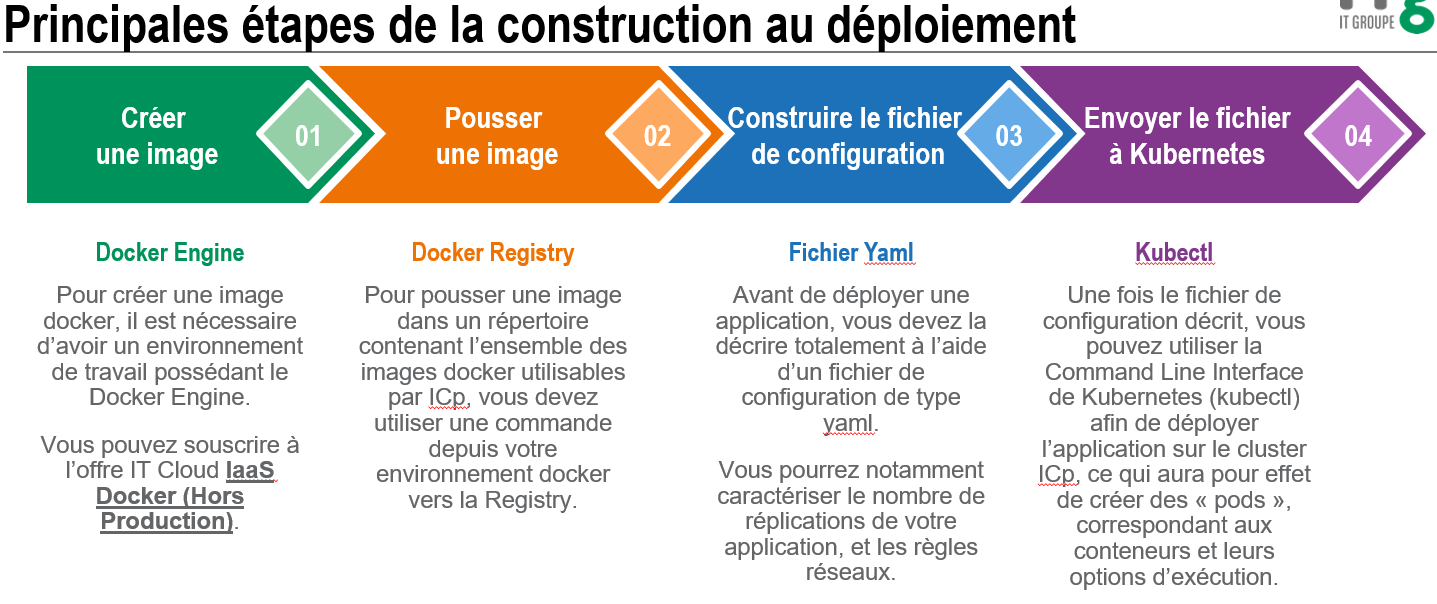 Principales étapes de la construction au déploiement
IT GROUPE
Créer
une image
01
Pousser
une image
02
Construire le fichier
de configuration
03
Envoyer le fichier
à Kubernetes
04
Docker Engine
Pour créer une image
docker, il est nécessaire
d’avoir un environnement
de travail possédant le
Docker Engine.
Vous pouvez souscrire à
l’offre IT Cloud IaaS
Docker (Hors
Production).
Docker Registry
Pour pousser une image
dans un répertoire
contenant l’ensemble des
images docker utilisables
par ICp, vous devez
utiliser une commande
depuis votre
environnement docker
vers la Registry.
Fichier Yaml
Avant de déployer une
application, vous devez la
décrire totalement à l’aide
d’un fichier de
configuration de type
yaml.
Vous pourrez notamment
caractériser le nombre de
réplications de votre
application, et les règles
réseaux.
Kubectl
Une fois le fichier de
configuration décrit, vous
pouvez utiliser la
Command Line Interface
de Kubernetes (kubectl)
afin de déployer
l’application sur le cluster
ICp, ce qui aura pour effet
de créer des « pods »,
correspondant aux
conteneurs et leurs
options d’exécution.